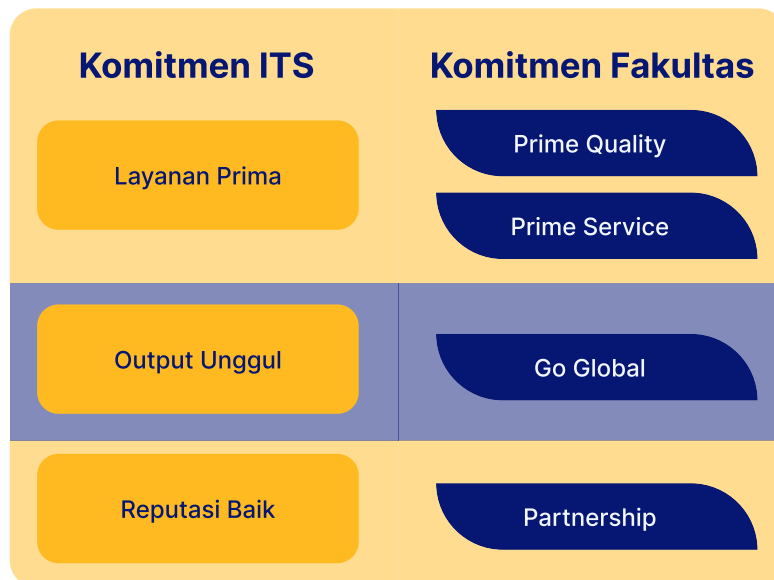 Komitmen ITS
Komitmen Fakultas
Layanan Prima
Prime Quality
Prime Service
Output Unggul
Go Global
Reputasi Baik
Partnership